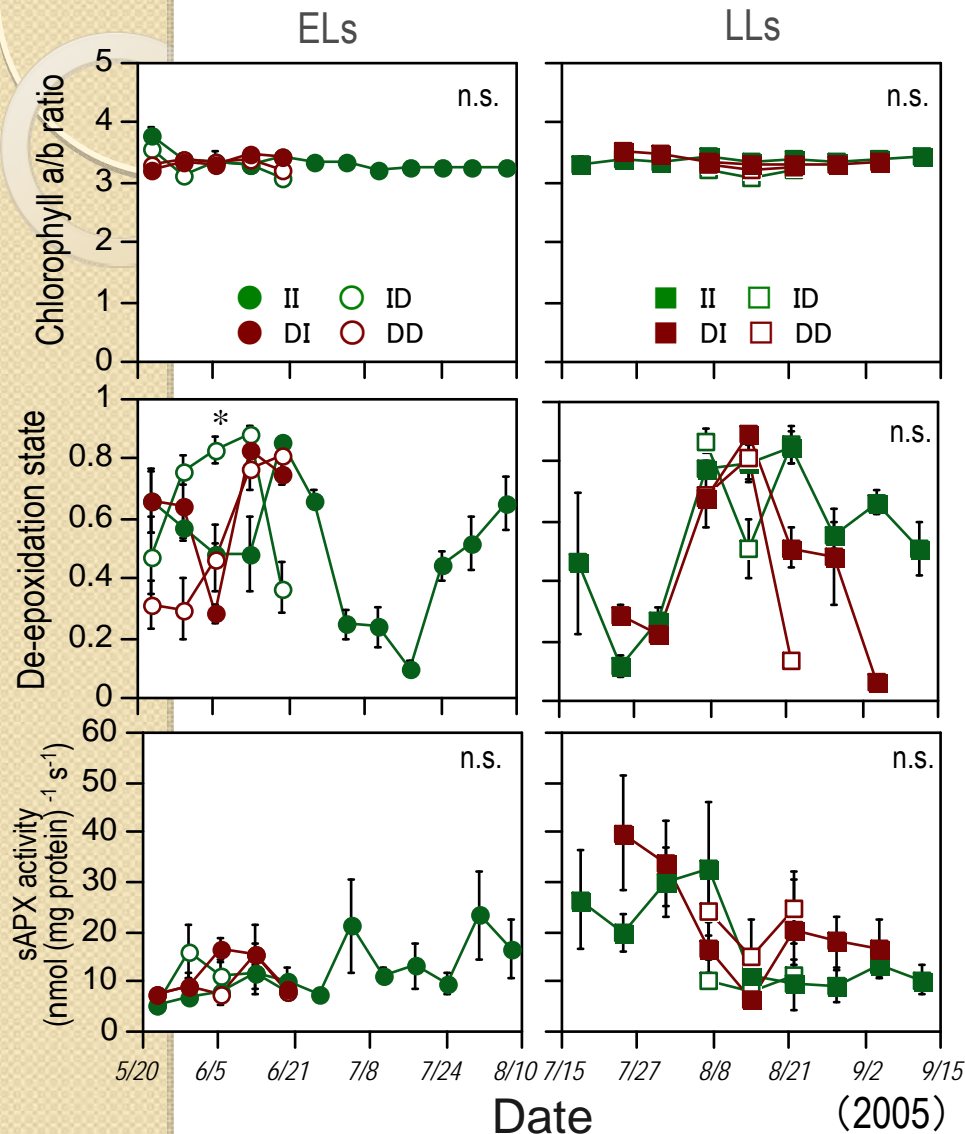 ELs LLs
Chlorophyll a/b ratio
5
4
3
2
1
0
n.s.
II ID
DI DD
n.s.
II ID
DI DD
De-epoxidation state
1
0.8
0.6
0.4
0.2
0
*
n.s.
sAPX activity
(nmol (mg protein) -1 s-1)
60
50
40
30
20
10
0
n.s.
n.s.
5/20 6/5 6/21 7/8 7/24 8/10 7/15 7/27 8/8 8/21 9/2 9/15
Date (2005)